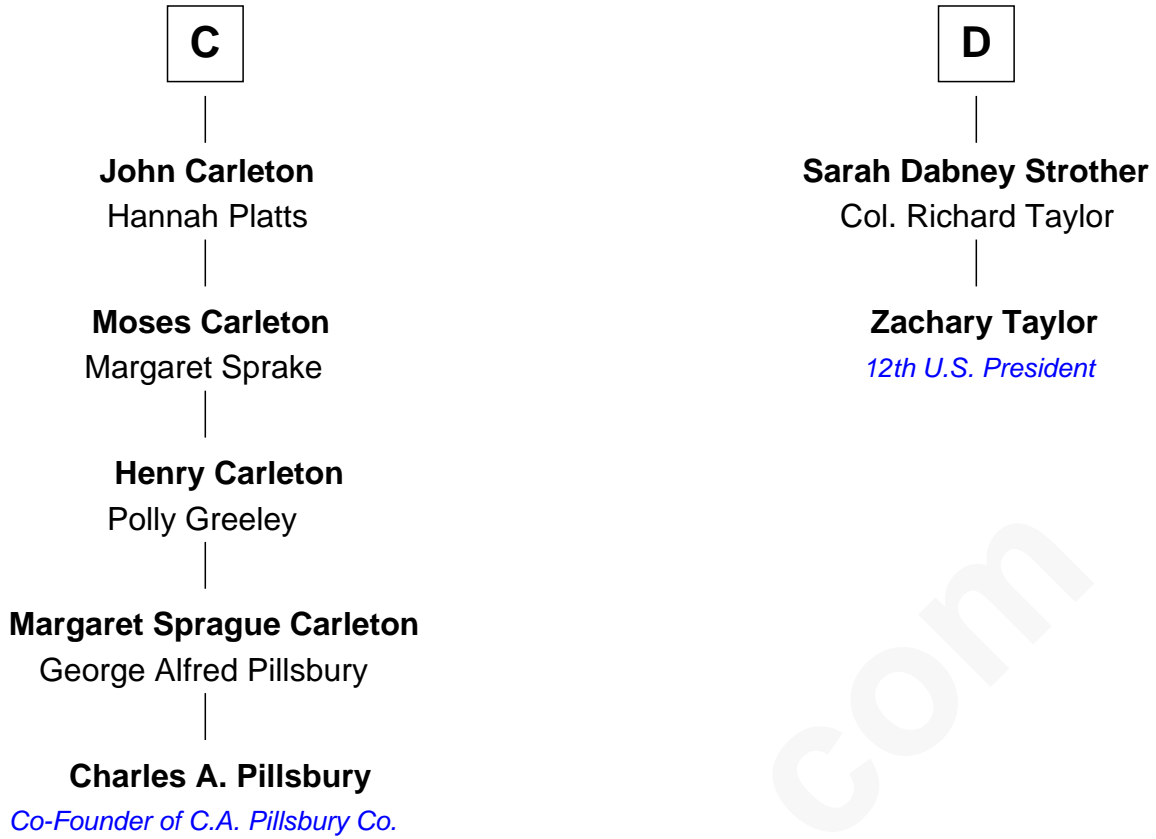 C
John Carleton
Hannah Platts
Moses Carleton
Margaret Sprake
Henry Carleton
Polly Greeley
Margaret Sprague Carleton
George Alfred Pillsbury
Charles A. Pillsbury
Co-Founder of C.A. Pillsbury Co.
D
Sarah Dabney Strother
Col. Richard Taylor
Zachary Taylor
12th U.S. President
com